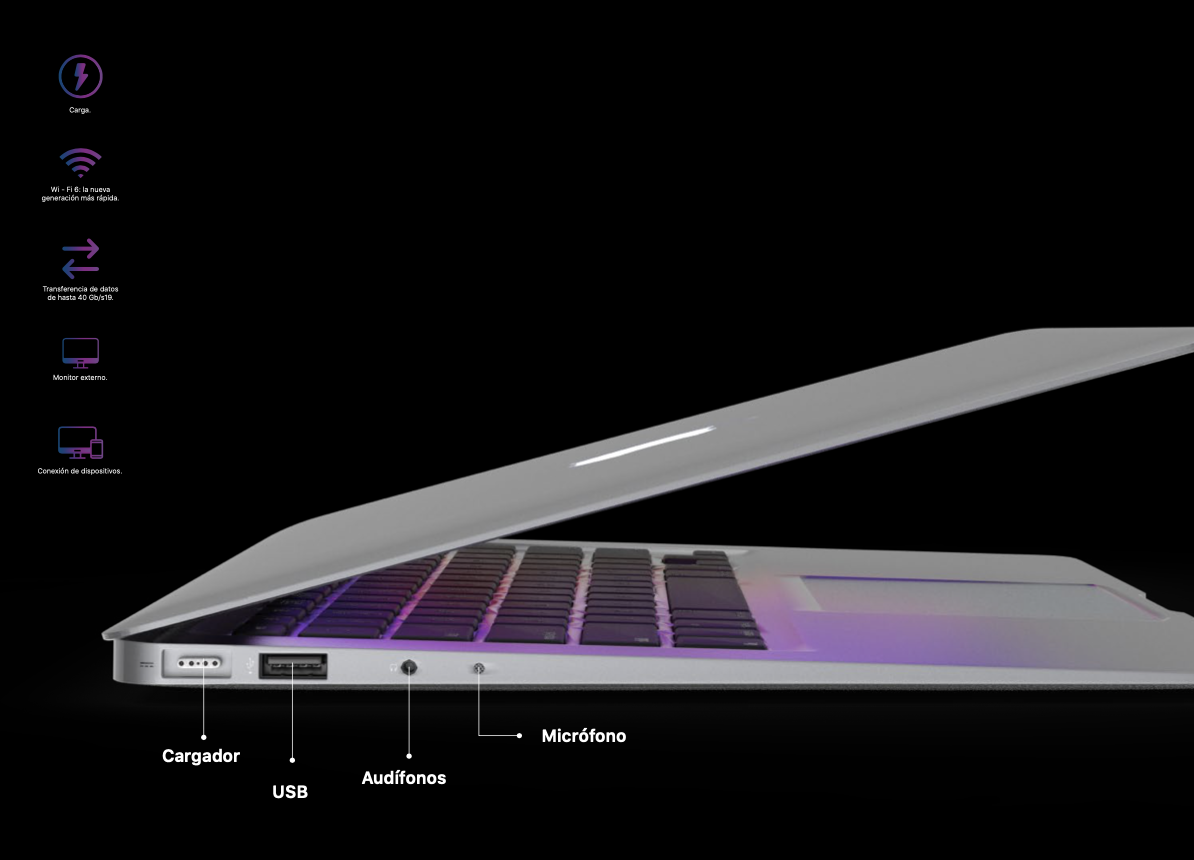 Carga.
Wi - Fi 6: la nueva
generación más rápida.
Transferencia de datos
de hasta 40 Gb/s19.
Monitor externo.
Conexión de dispositivos.
Cargador
USB
Audífonos
Micrófono